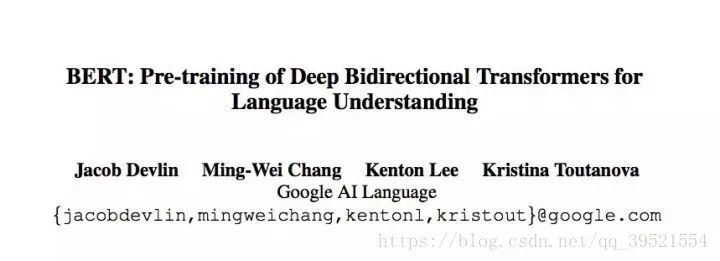 BERT: Pre-training of Deep Bidirectional Transformers for
Language Understanding
Jacob Devlin Ming-Wei Chang Kenton Lee Kristina Toutanova
Google AI Language
{jacobdevlin,mingweichang,kentonl,kristout}@google.com
https://blog.csdn.net/qq_39521554